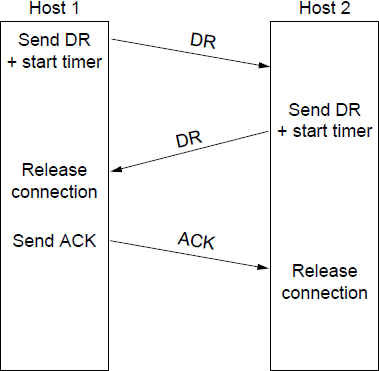 Host 1
Host 2
Send DR
+ start timer
DR
Send DR
+ start timer
DR
Release
connection
Send ACK
ACK
Release
connection